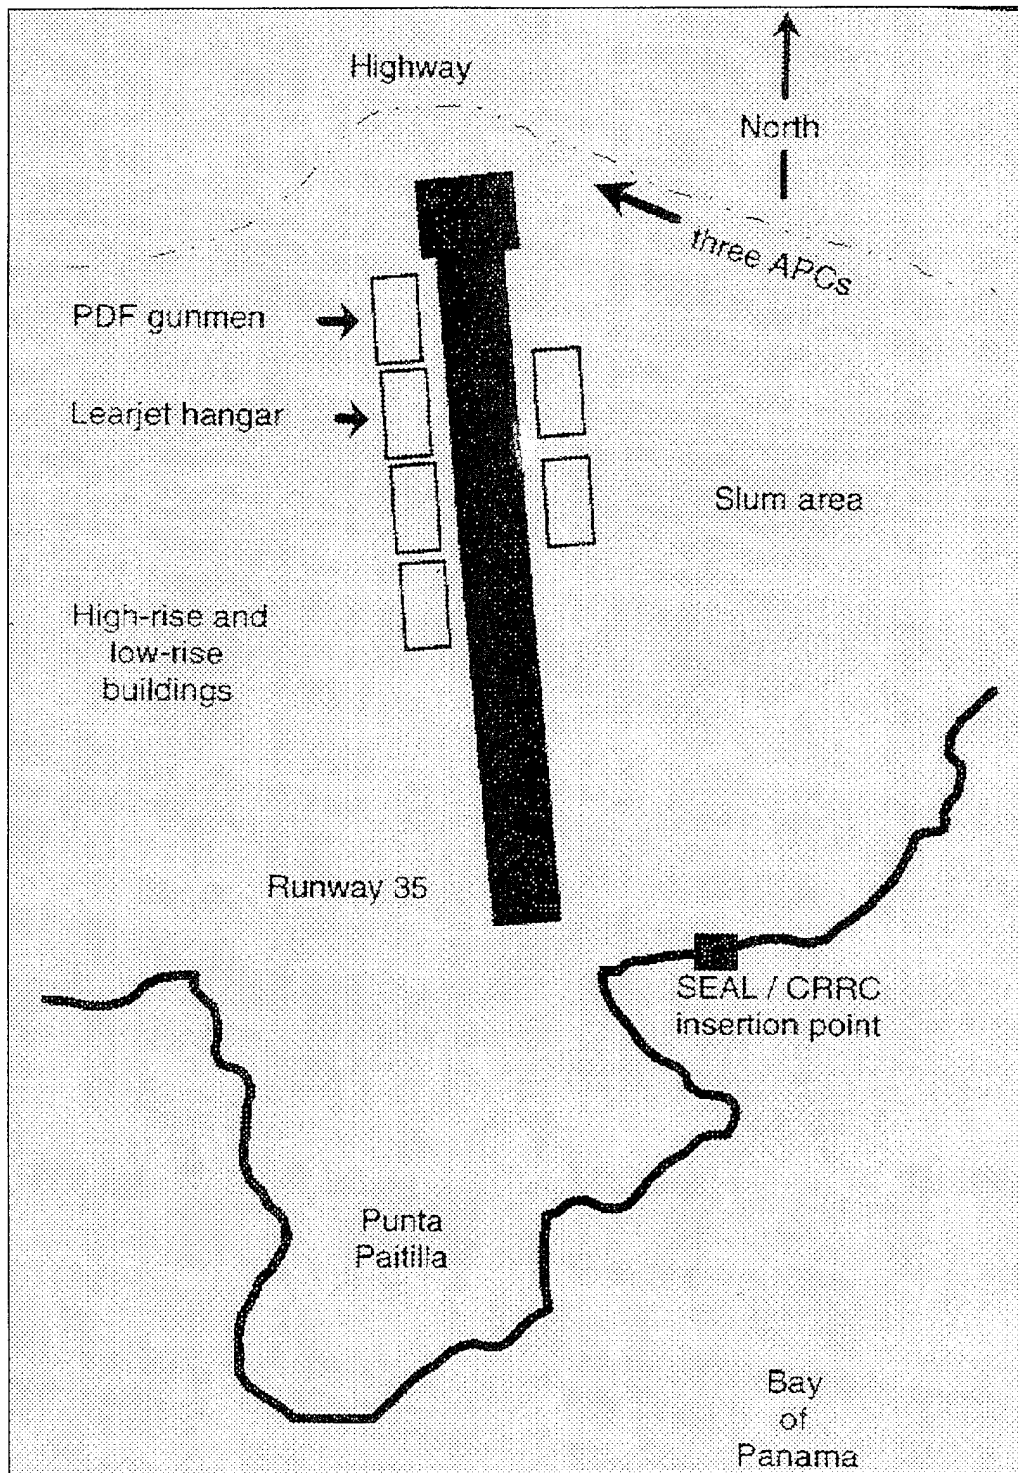 Highway
North
three APCs
PDF gunmen
Learjet hangar
Slum area
High-rise and
low-rise
buildings
Runway 35
SEAL / CRRC
insertion point
Punta
Paitilla
Bay
of
Panama